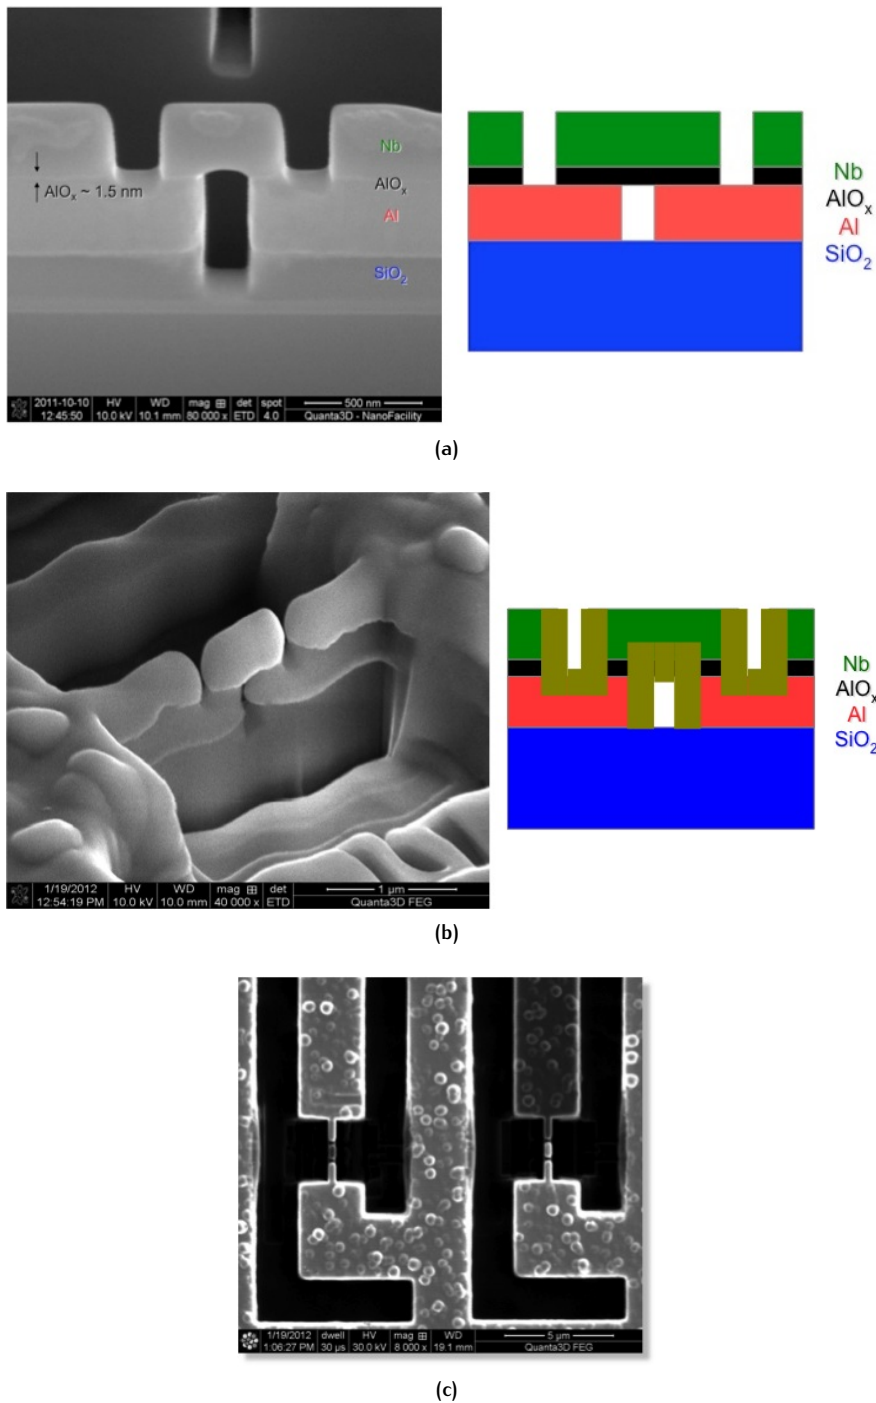 Nb
AlOₓ
AlOₓ ~ 1.5 nm
Al
SiO₂
Nb
AlOₓ
Al
SiO₂
2011-10-10 HV WD mag ⊞ det spot 500 nm
12:45:50 10.0 kV 10.1 mm 80 000 x ETD 4.0 Quanta3D - NanoFacility
(a)
Nb
AlOₓ
Al
SiO₂
1/19/2012 HV WD mag ⊞ det 1 µm
12:54:19 PM 10.0 kV 10.0 mm 40 000 x ETD Quanta3D FEG
(b)
1/19/2012 dwell HV mag ⊞ WD 5 µm
1:06:27 PM 30 µs 30.0 kV 8 000 x 19.1 mm Quanta3D FEG
(c)